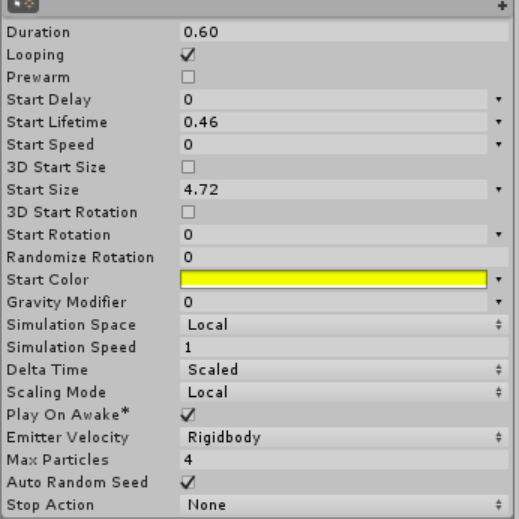 Duration 0.60
Looping
Prewarm
Start Delay 0
Start Lifetime 0.46
Start Speed 0
3D Start Size
Start Size 4.72
3D Start Rotation
Start Rotation 0
Randomize Rotation 0
Start Color
Gravity Modifier 0
Simulation Space Local
Simulation Speed 1
Delta Time Scaled
Scaling Mode Local
Play On Awake*
Emitter Velocity Rigidbody
Max Particles 4
Auto Random Seed
Stop Action None